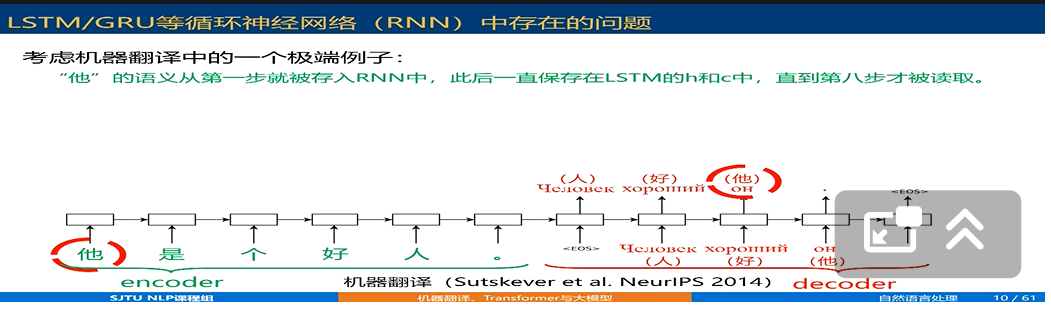 LSTM/GRU等循环神经网络（RNN）中存在的问题
考虑机器翻译中的一个极端例子：
“他”的语义从第一步就被存入RNN中，此后一直保存在LSTM的h和c中，直到第八步才被读取。
（人） （好） （他）
Человек хороший он . <EOS>
他 是 个 好 人 。 <EOS> Человек хороший он
（人） （好） （他）
encoder 机器翻译（Sutskever et al. NeurIPS 2014） decoder
SJTU NLP课程组 机器翻译、Transformer与大模型 自然语言处理 10 / 61